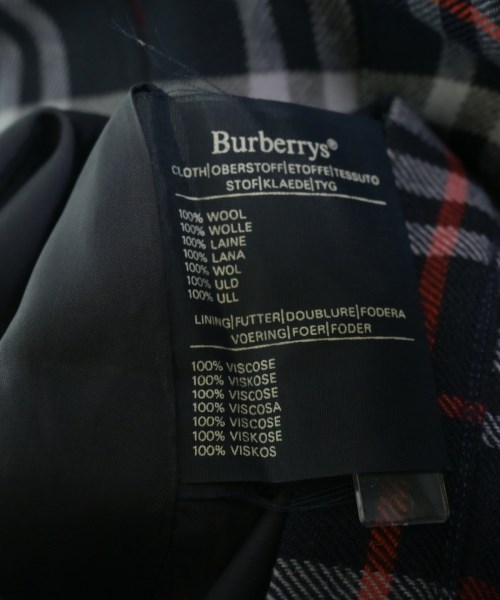 Burberrys®
CLOTH|OBERSTOFF|ETOFFE|TESSUTO
STOF|KLAEDE|TYG
100% WOOL
100% WOLLE
100% LAINE
100% LANA
100% WOL
100% ULD
100% ULL
LINING|FUTTER|DOUBLURE|FODERA
VOERING|FOER|FODER
100% VISCOSE
100% VISKOSE
100% VISCOSE
100% VISCOSA
100% VISCOSE
100% VISKOSE
100% VISKOS